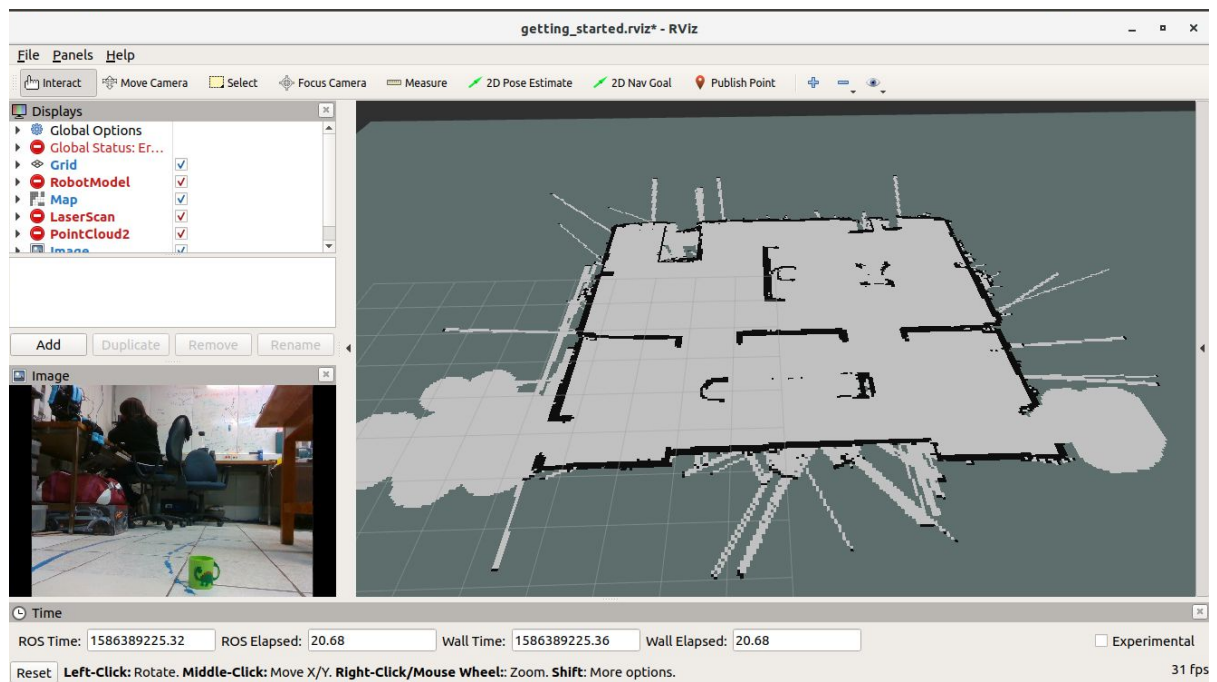 getting_started.rviz* - RViz
File Panels Help
Interact Move Camera Select Focus Camera Measure 2D Pose Estimate 2D Nav Goal Publish Point
Displays
Global Options
Global Status: Er...
Grid
RobotModel
Map
LaserScan
PointCloud2
Image
Add Duplicate Remove Rename
Image
Time
ROS Time: 1586389225.32 ROS Elapsed: 20.68 Wall Time: 1586389225.36 Wall Elapsed: 20.68 Experimental
Reset Left-Click: Rotate. Middle-Click: Move X/Y. Right-Click/Mouse Wheel:: Zoom. Shift: More options. 31 fps